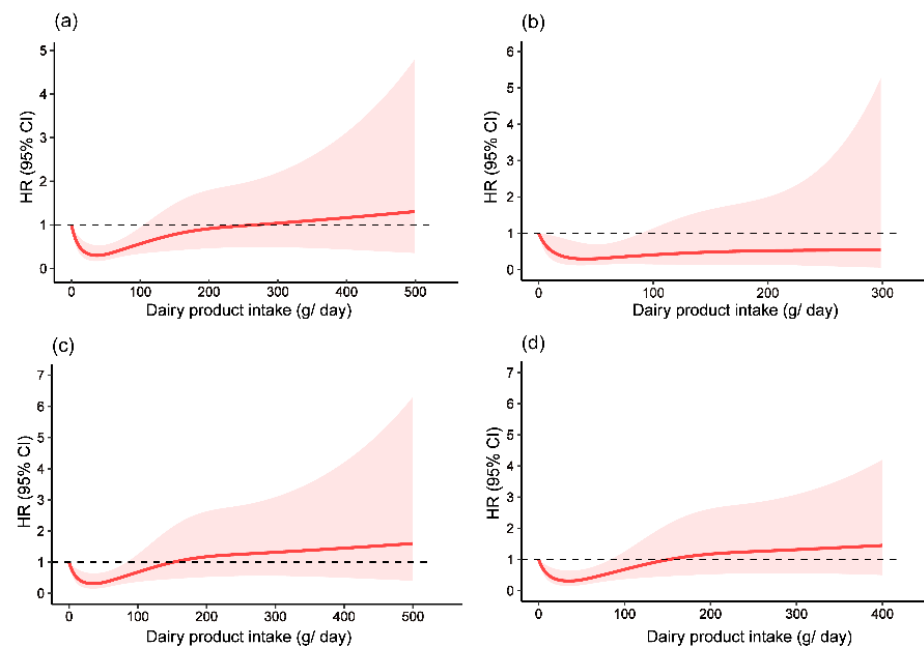 (a)
5
4
3
2
1
0
HR (95% CI)
0 100 200 300 400 500
Dairy product intake (g/ day)
(b)
6
5
4
3
2
1
0
HR (95% CI)
0 100 200 300
Dairy product intake (g/ day)
(c)
7
6
5
4
3
2
1
0
HR (95% CI)
0 100 200 300 400 500
Dairy product intake (g/ day)
(d)
7
6
5
4
3
2
1
0
HR (95% CI)
0 100 200 300 400
Dairy product intake (g/ day)